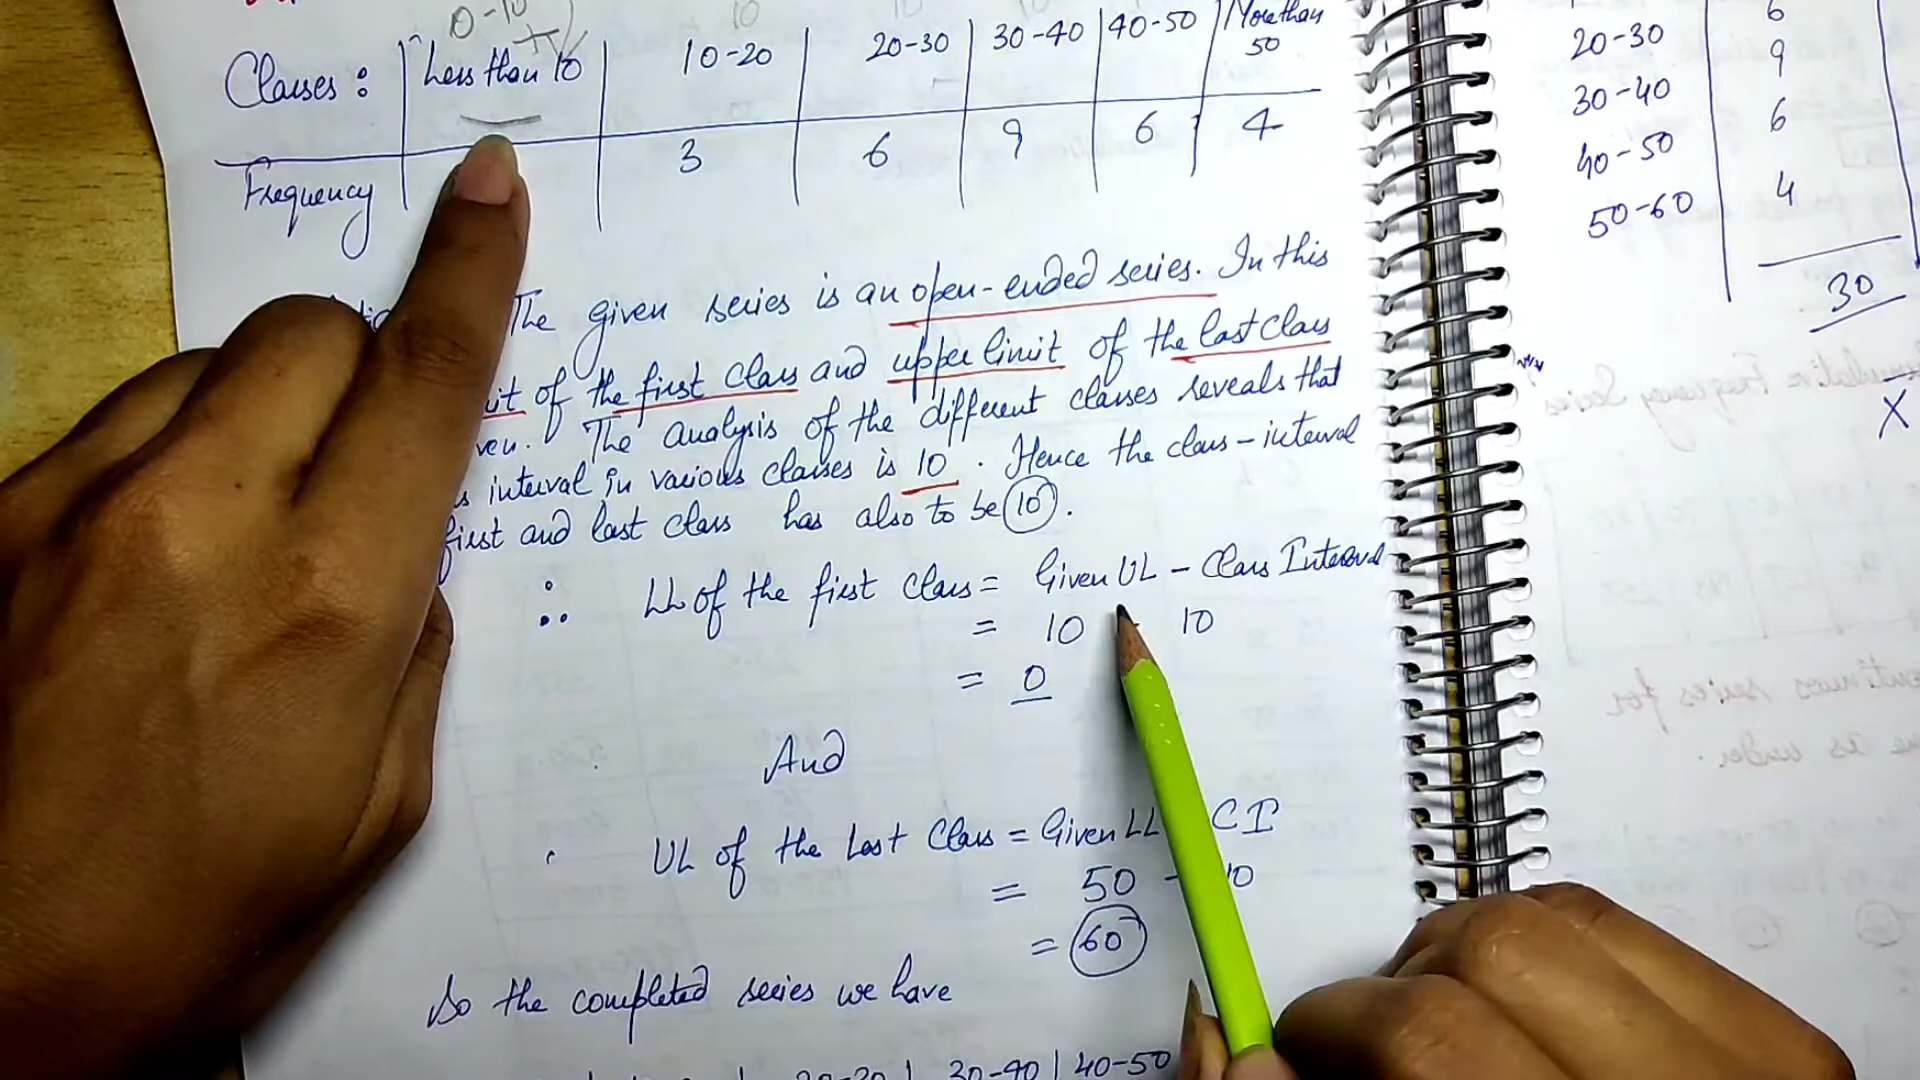 0-10
Classes : Less than 10 10-20 20-30 30-40 40-50 More than 50
Frequency 3 6 9 6 4
The given series is an open-ended series. In this
of the first class and upper limit of the last class
The analysis of the different classes reveals that
interval in various classes is 10. Hence the class-interval
first and last class has also to be 10.
∴ LL of the first class = Given UL - Class Interval
= 10 10
= 0
And
UL of the last class = Given LL CI
= 50 10
= 60
So the completed series we have
30-40 40-50
6
20-30 9
30-40 6
40-50
50-60 4
30
X